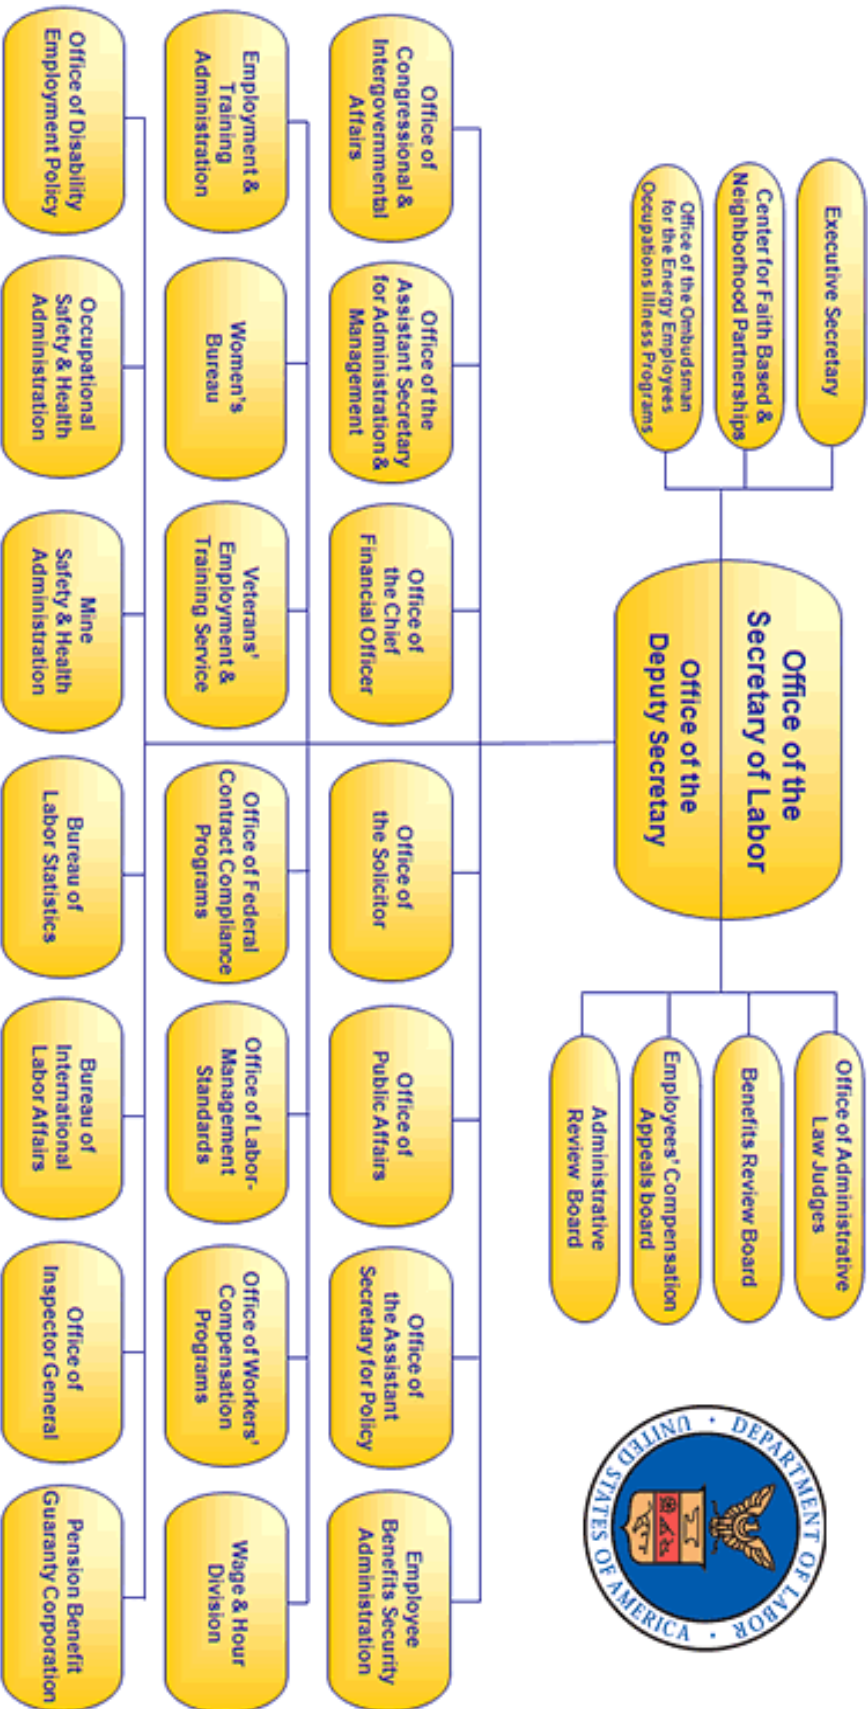 Office of the
Secretary of Labor
Office of the
Deputy Secretary
Executive Secretary
Center for Faith Based &
Neighborhood Partnerships
Office of the Ombudsman
for the Energy Employees
Occupations Illness Programs
Office of Administrative
Law Judges
Benefits Review Board
Employees' Compensation
Appeals board
Administrative
Review Board
DEPARTMENT OF LABOR
UNITED STATES OF AMERICA
Office of
Congressional &
Intergovernmental
Affairs
Office of the
Assistant Secretary
for Administration &
Management
Office of
the Chief
Financial Officer
Office of
the Solicitor
Office of
Public Affairs
Office of
the Assistant
Secretary for Policy
Employee
Benefits Security
Administration
Employment &
Training
Administration
Women's
Bureau
Veterans'
Employment &
Training Service
Office of Federal
Contract Compliance
Programs
Office of Labor-
Management
Standards
Office of Workers'
Compensation
Programs
Wage & Hour
Division
Office of Disability
Employment Policy
Occupational
Safety & Health
Administration
Mine
Safety & Health
Administration
Bureau of
Labor Statistics
Bureau of
International
Labor Affairs
Office of
Inspector General
Pension Benefit
Guaranty Corporation